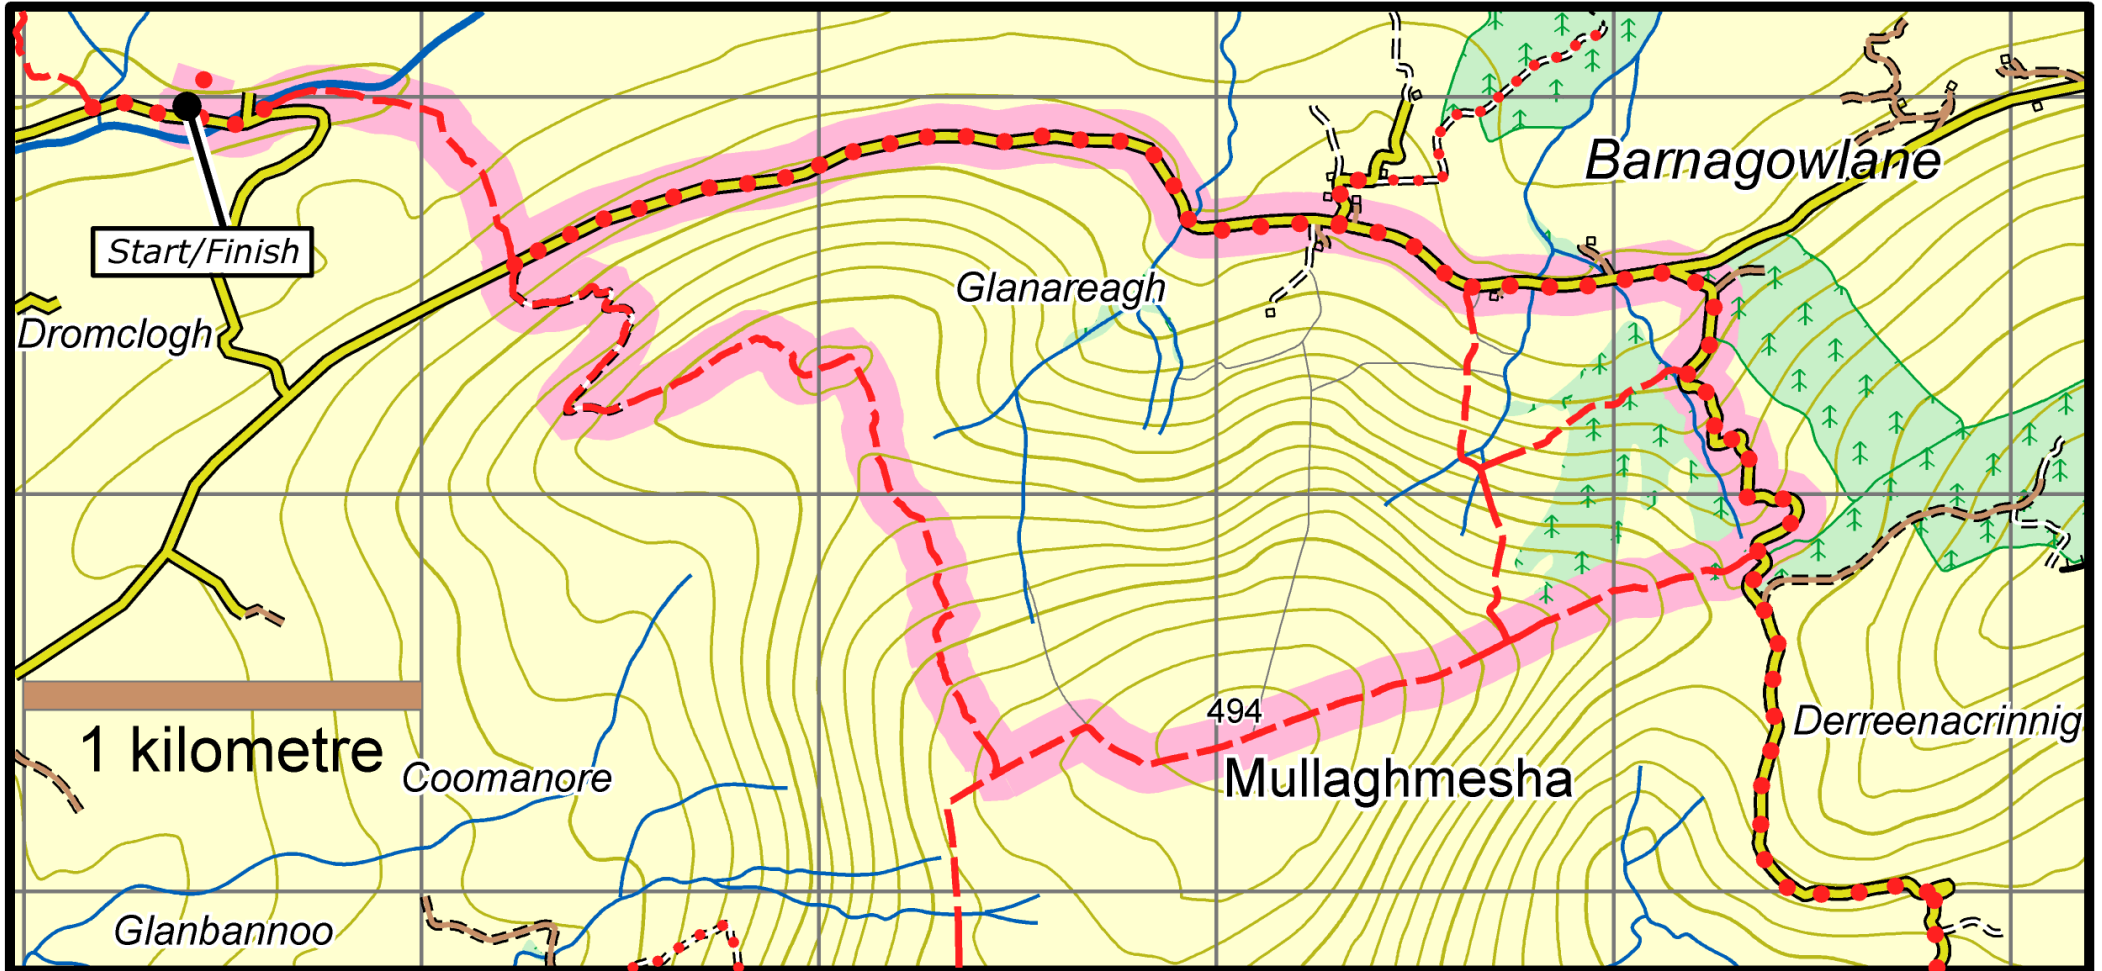 Barnagowlane
Start/Finish
Glanareagh
Dromclogh
494
Derreenacrinnig
1 kilometre
Coomanore
Mullaghmesha
Glanbannoo